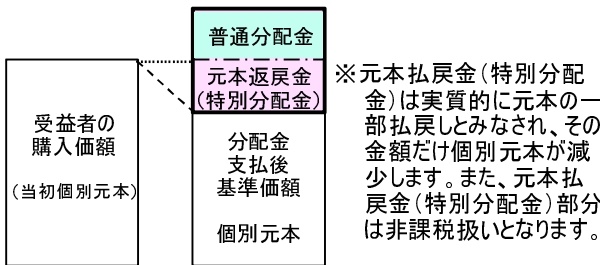 普通分配金
元本返戻金
（特別分配金）
受益者の
購入価額
（当初個別元本）
分配金
支払後
基準価額
個別元本
※元本払戻金（特別分配
金）は実質的に元本の一
部払戻しとみなされ、その
金額だけ個別元本が減
少します。また、元本払
戻金（特別分配金）部分
は非課税扱いとなります。